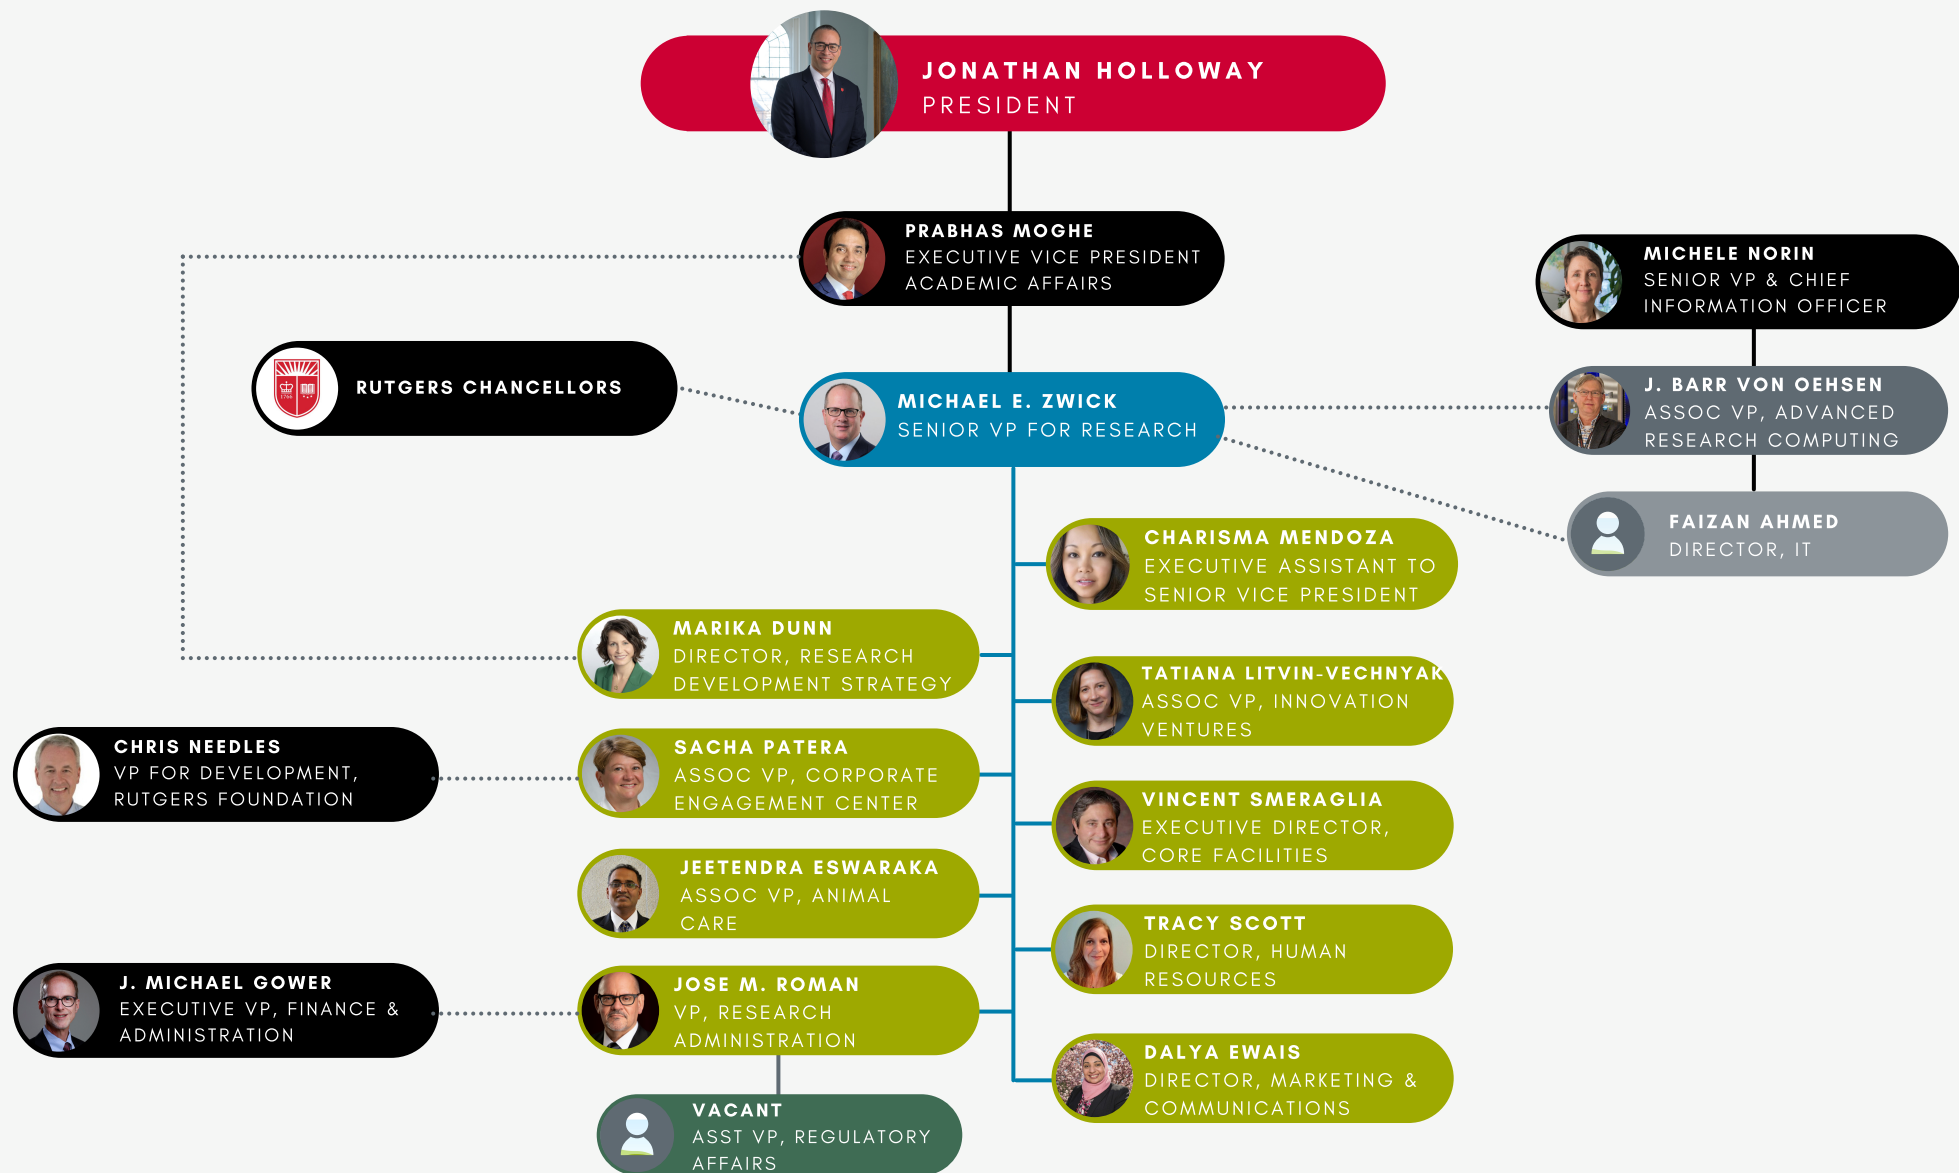 JONATHAN HOLLOWAY
PRESIDENT
PRABHAS MOGHE
EXECUTIVE VICE PRESIDENT
ACADEMIC AFFAIRS
MICHELE NORIN
SENIOR VP & CHIEF
INFORMATION OFFICER
RUTGERS CHANCELLORS
1766
MICHAEL E. ZWICK
SENIOR VP FOR RESEARCH
J. BARR VON OEHSEN
ASSOC VP, ADVANCED
RESEARCH COMPUTING
FAIZAN AHMED
DIRECTOR, IT
CHARISMA MENDOZA
EXECUTIVE ASSISTANT TO
SENIOR VICE PRESIDENT
MARIKA DUNN
DIRECTOR, RESEARCH
DEVELOPMENT STRATEGY
TATIANA LITVIN-VECHNYAK
ASSOC VP, INNOVATION
VENTURES
CHRIS NEEDLES
VP FOR DEVELOPMENT,
RUTGERS FOUNDATION
SACHA PATERA
ASSOC VP, CORPORATE
ENGAGEMENT CENTER
VINCENT SMERAGLIA
EXECUTIVE DIRECTOR,
CORE FACILITIES
JEETENDRA ESWARAKA
ASSOC VP, ANIMAL
CARE
TRACY SCOTT
DIRECTOR, HUMAN
RESOURCES
J. MICHAEL GOWER
EXECUTIVE VP, FINANCE &
ADMINISTRATION
JOSE M. ROMAN
VP, RESEARCH
ADMINISTRATION
DALYA EWAIS
DIRECTOR, MARKETING &
COMMUNICATIONS
VACANT
ASST VP, REGULATORY
AFFAIRS